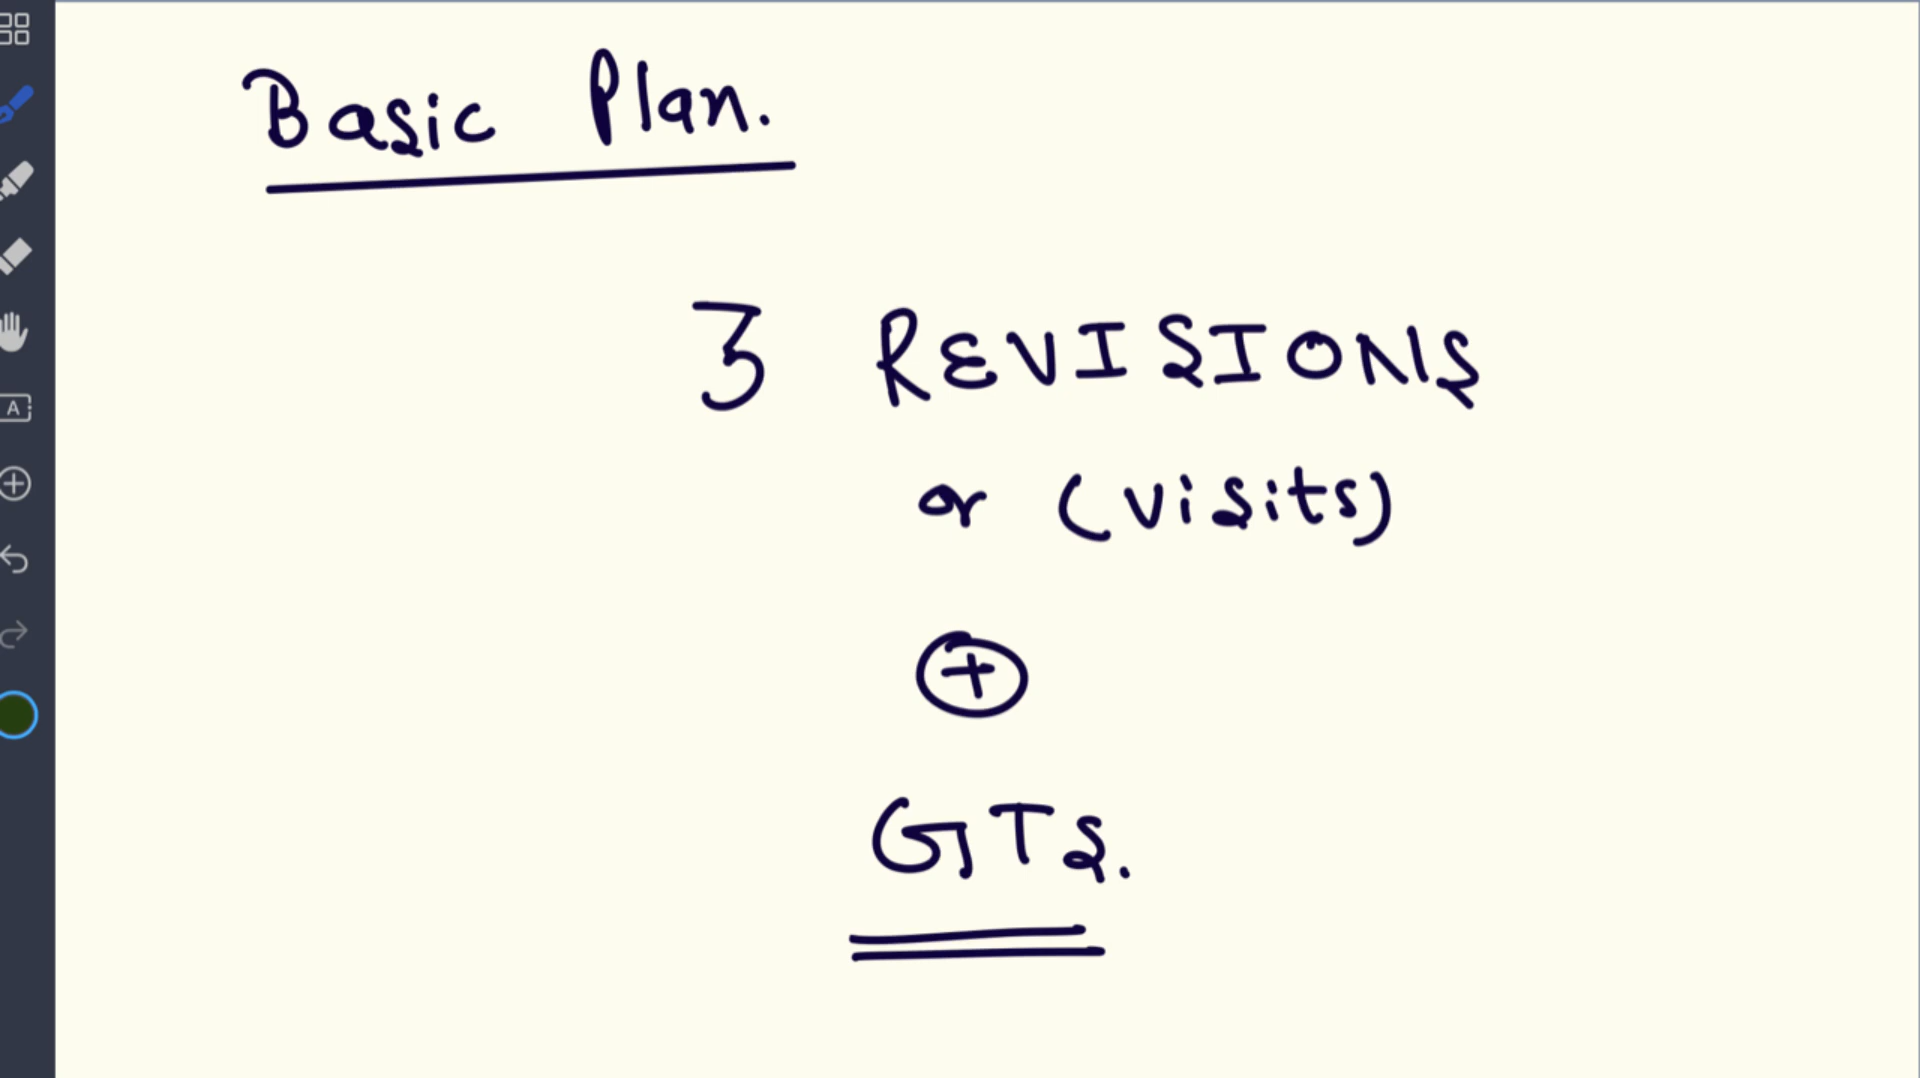 Basic Plan.
3 REVISIONS
or (visits)
+
GTs.
A